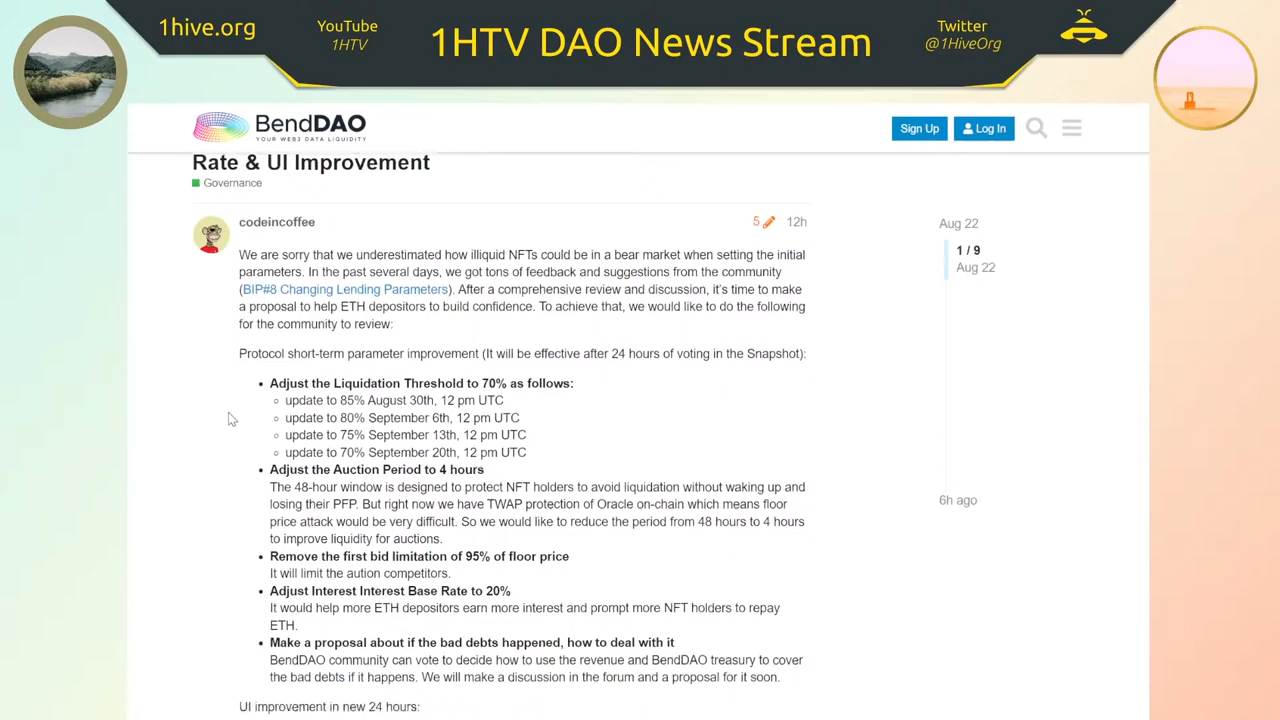 1hive.org
YouTube
1HTV
1HTV DAO News Stream
Twitter
@1HiveOrg
BendDAO
YOUR WEB3 DATA LIQUIDITY
Sign Up
Log In
Rate & UI Improvement
Governance
codeincoffee
5
12h
Aug 22
1 / 9
Aug 22
6h ago
We are sorry that we underestimated how illiquid NFTs could be in a bear market when setting the initial
parameters. In the past several days, we got tons of feedback and suggestions from the community
(BIP#8 Changing Lending Parameters). After a comprehensive review and discussion, it’s time to make
a proposal to help ETH depositors to build confidence. To achieve that, we would like to do the following
for the community to review:
Protocol short-term parameter improvement (It will be effective after 24 hours of voting in the Snapshot):
• Adjust the Liquidation Threshold to 70% as follows:
○ update to 85% August 30th, 12 pm UTC
○ update to 80% September 6th, 12 pm UTC
○ update to 75% September 13th, 12 pm UTC
○ update to 70% September 20th, 12 pm UTC
• Adjust the Auction Period to 4 hours
The 48-hour window is designed to protect NFT holders to avoid liquidation without waking up and
losing their PFP. But right now we have TWAP protection of Oracle on-chain which means floor
price attack would be very difficult. So we would like to reduce the period from 48 hours to 4 hours
to improve liquidity for auctions.
• Remove the first bid limitation of 95% of floor price
It will limit the aution competitors.
• Adjust Interest Interest Base Rate to 20%
It would help more ETH depositors earn more interest and prompt more NFT holders to repay
ETH.
• Make a proposal about if the bad debts happened, how to deal with it
BendDAO community can vote to decide how to use the revenue and BendDAO treasury to cover
the bad debts if it happens. We will make a discussion in the forum and a proposal for it soon.
UI improvement in new 24 hours: